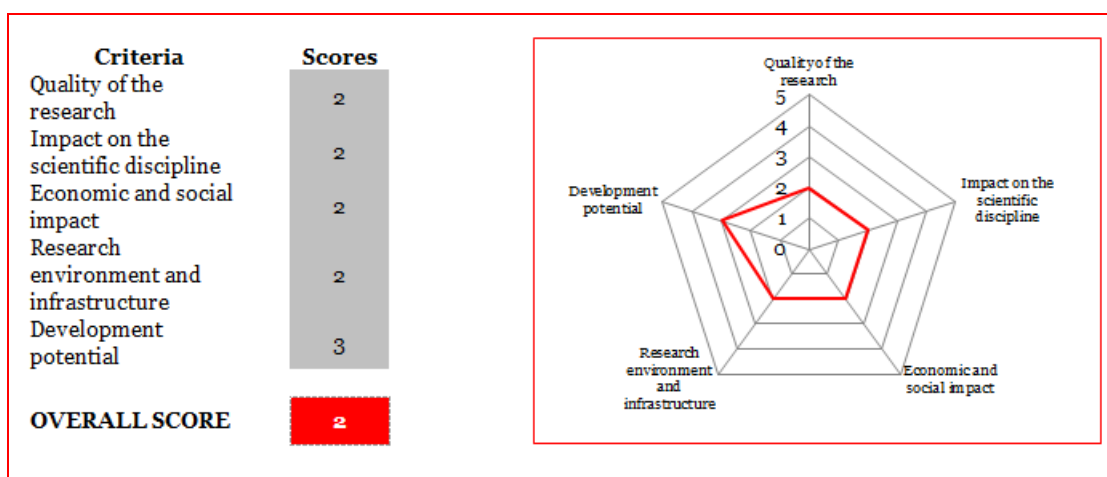 Criteria Scores
Quality of the
research 2
Impact on the
scientific discipline 2
Economic and social
impact 2
Research
environment and 2
infrastructure
Development
potential 3
OVERALL SCORE 2
Quality of the
research
5
4
3
2
1
0
Impact on the
scientific
discipline
Economic and
social impact
Research
environment
and
infrastructure
Development
potential